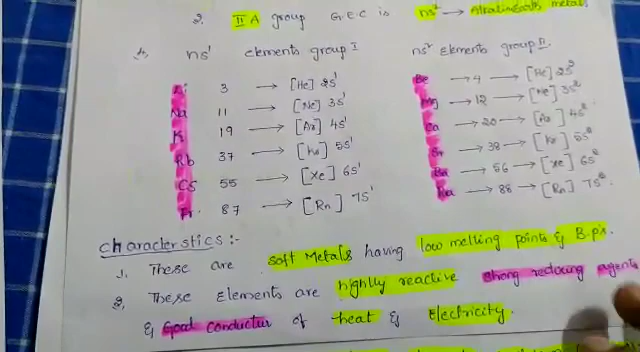 2. II A group G.E.C is ns² → Alkaline earth metals
ns¹ elements group I
ns² elements group II
Li 3 → [He] 2s¹
Na 11 → [Ne] 3s¹
K 19 → [Ar] 4s¹
Rb 37 → [Kr] 5s¹
Cs 55 → [Xe] 6s¹
Fr 87 → [Rn] 7s¹
Be → 4 → [He] 2s²
Mg → 12 → [Ne] 3s²
Ca → 20 → [Ar] 4s²
Sr → 38 → [Kr] 5s²
Ba → 56 → [Xe] 6s²
Ra → 88 → [Rn] 7s²
Characterstics :-
1. These are soft Metals having low melting points & B.p's.
2. These Elements are highly reactive strong reducing agents
& Good conductor of heat & Electricity.